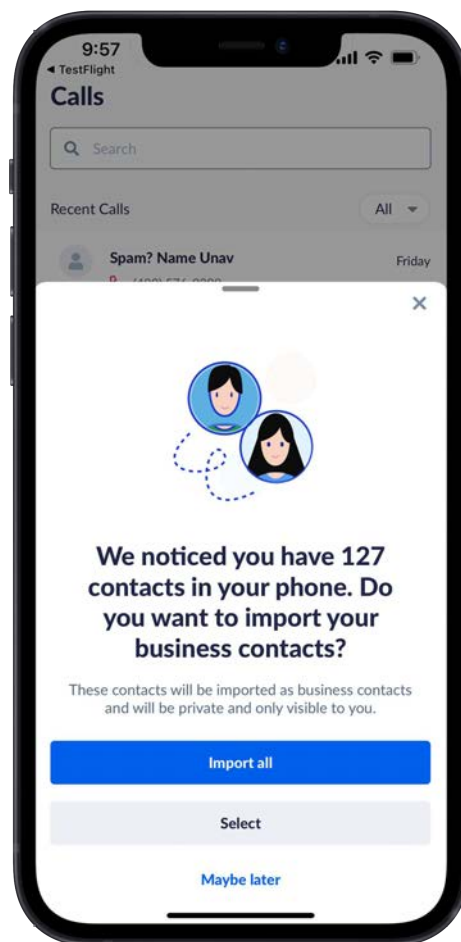 9:57
◀ TestFlight
Calls
Search
Recent Calls
All
Spam? Name Unav
Friday
We noticed you have 127
contacts in your phone. Do
you want to import your
business contacts?
These contacts will be imported as business contacts
and will be private and only visible to you.
Import all
Select
Maybe later